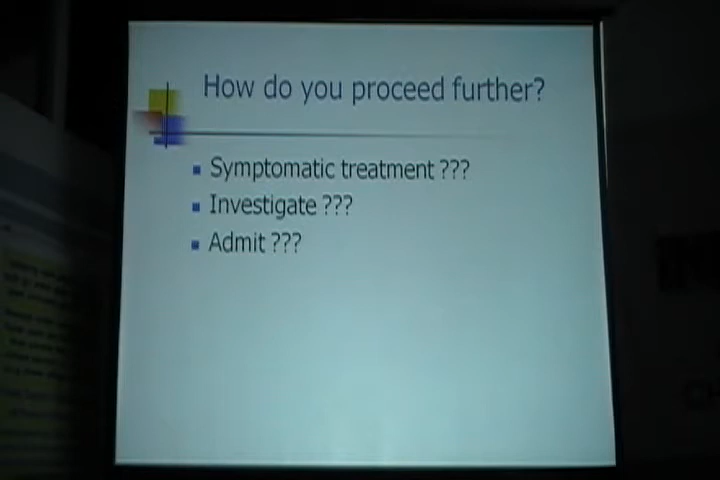 How do you proceed further?
Symptomatic treatment ???
Investigate ???
Admit ???